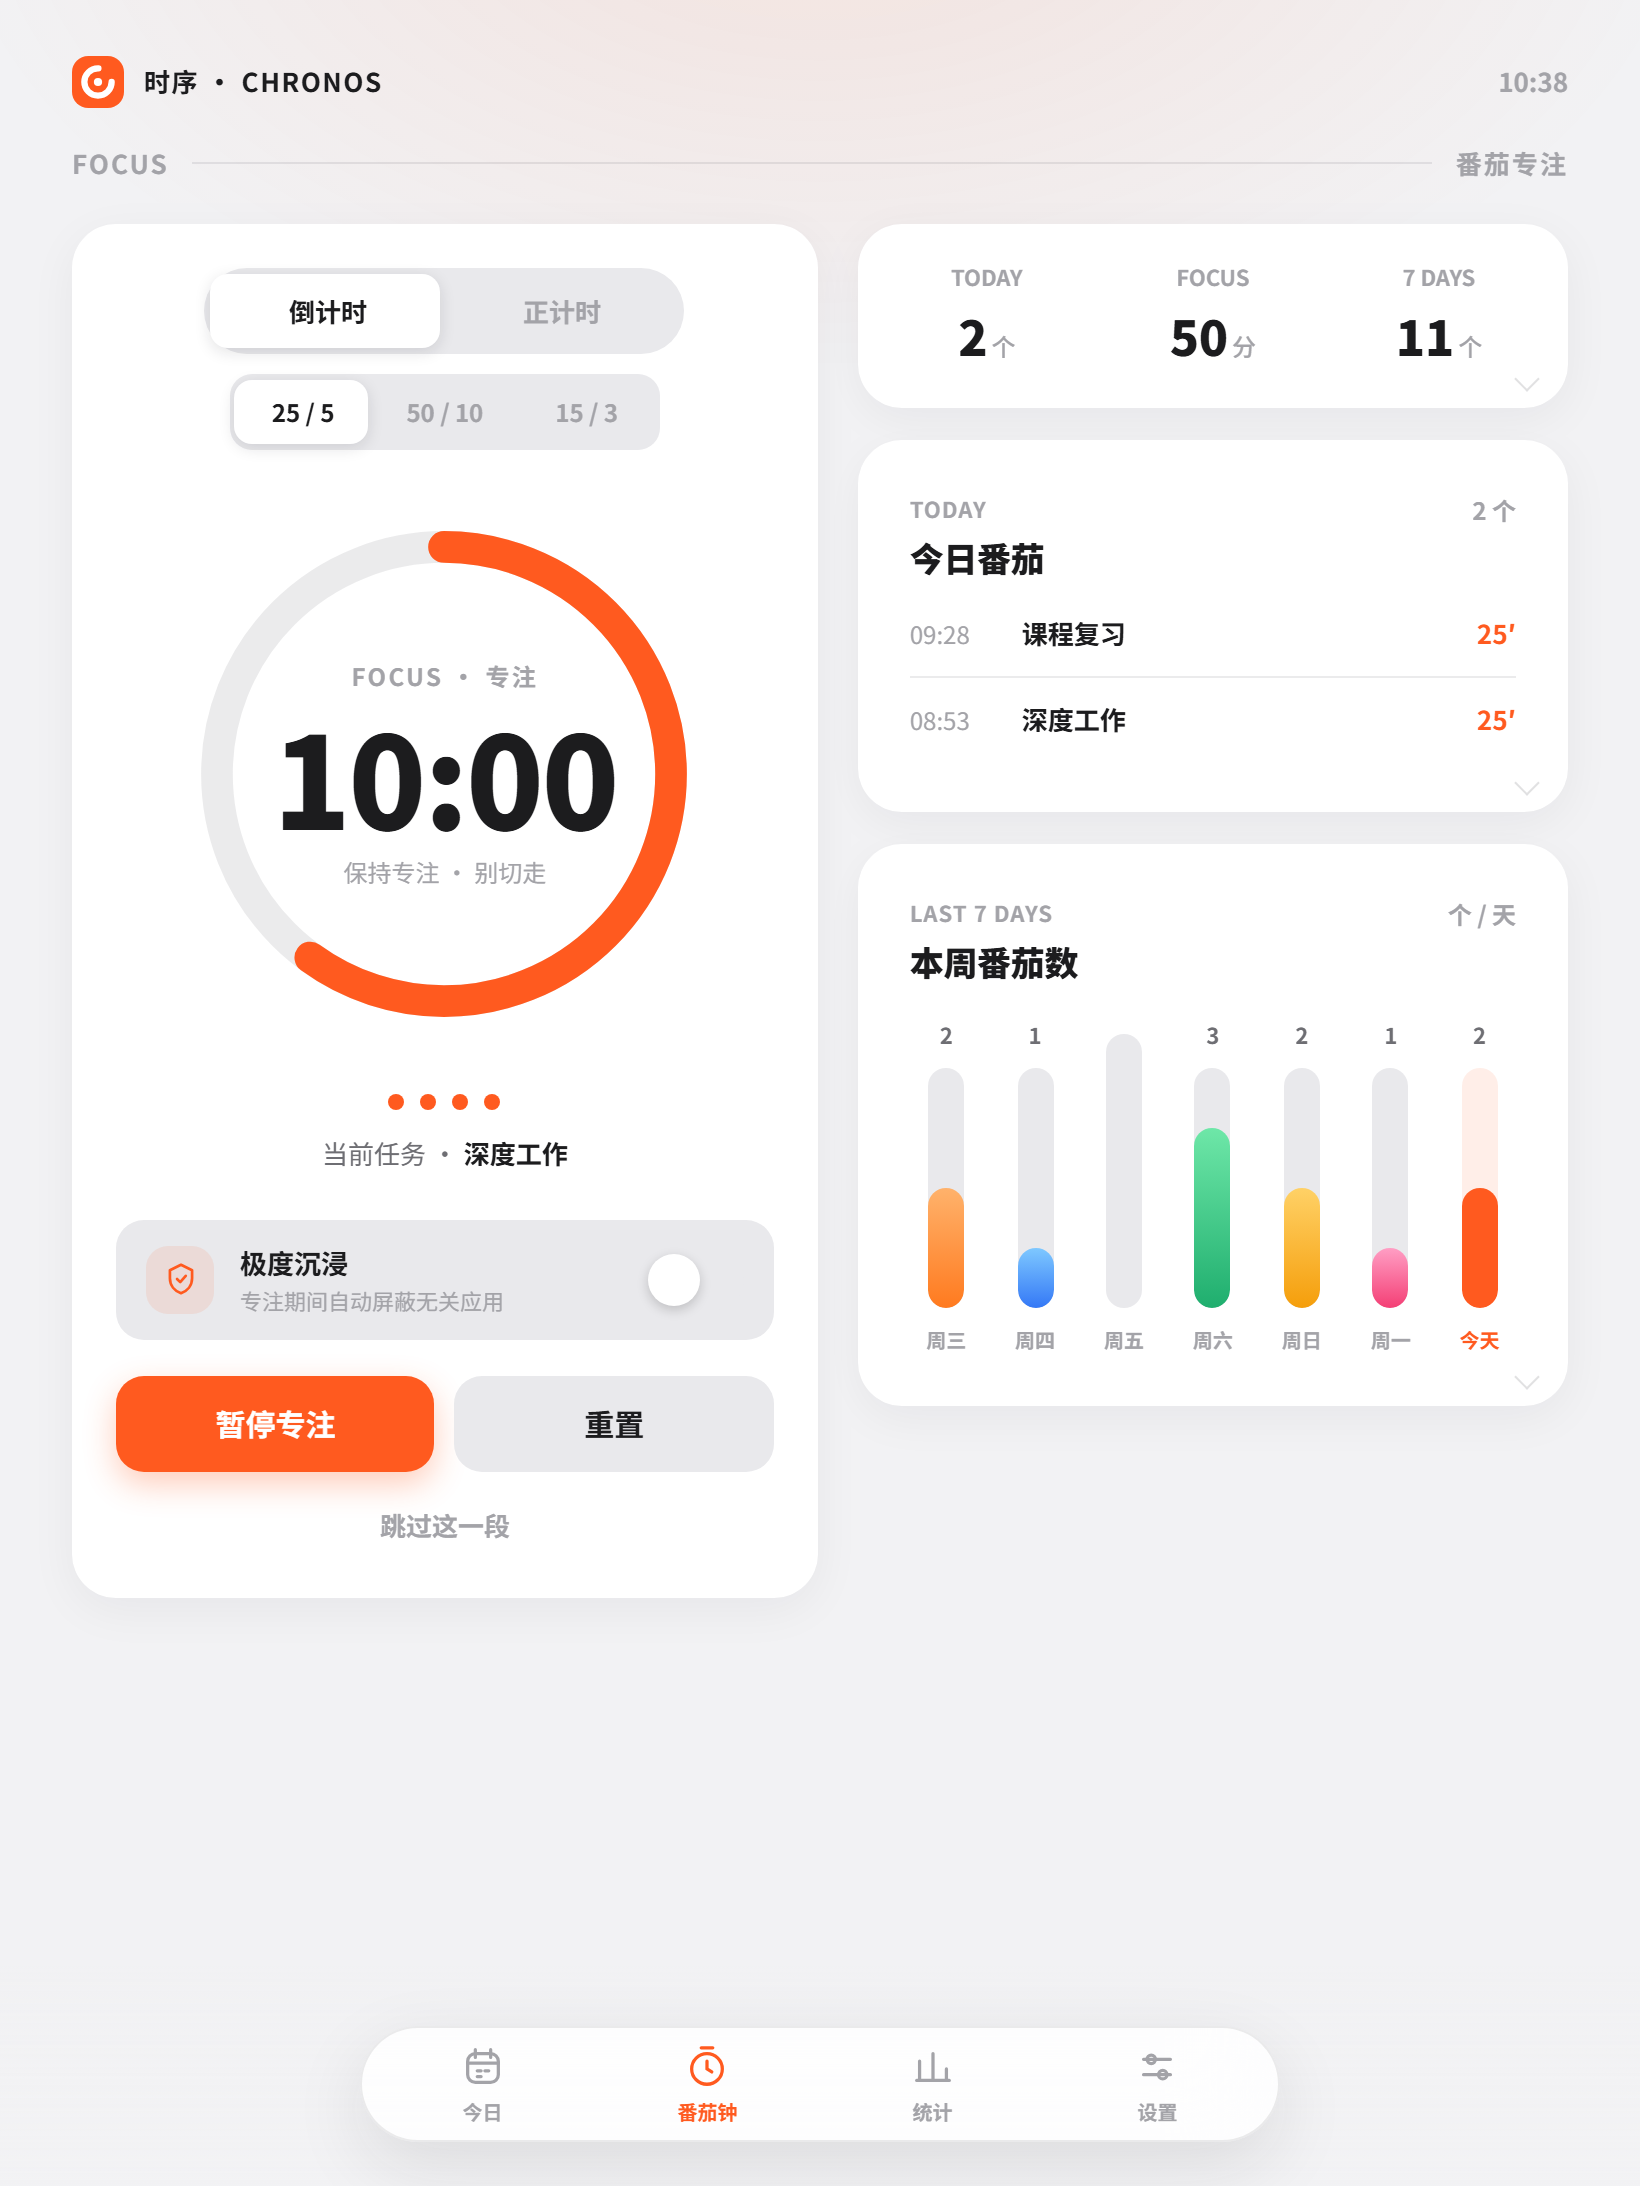 时序 · CHRONOS
10:38
FOCUS
番茄专注
倒计时
正计时
25 / 5
50 / 10
15 / 3
FOCUS · 专注
10:00
保持专注 · 别切走
当前任务 · 深度工作
极度沉浸
专注期间自动屏蔽无关应用
暂停专注
重置
跳过这一段
TODAY
FOCUS
7 DAYS
2 个
50 分
11 个
TODAY
2 个
今日番茄
09:28 课程复习 25′
08:53 深度工作 25′
LAST 7 DAYS
个 / 天
本周番茄数
2 1 3 2 1 2
周三 周四 周五 周六 周日 周一 今天
今日
番茄钟
统计
设置